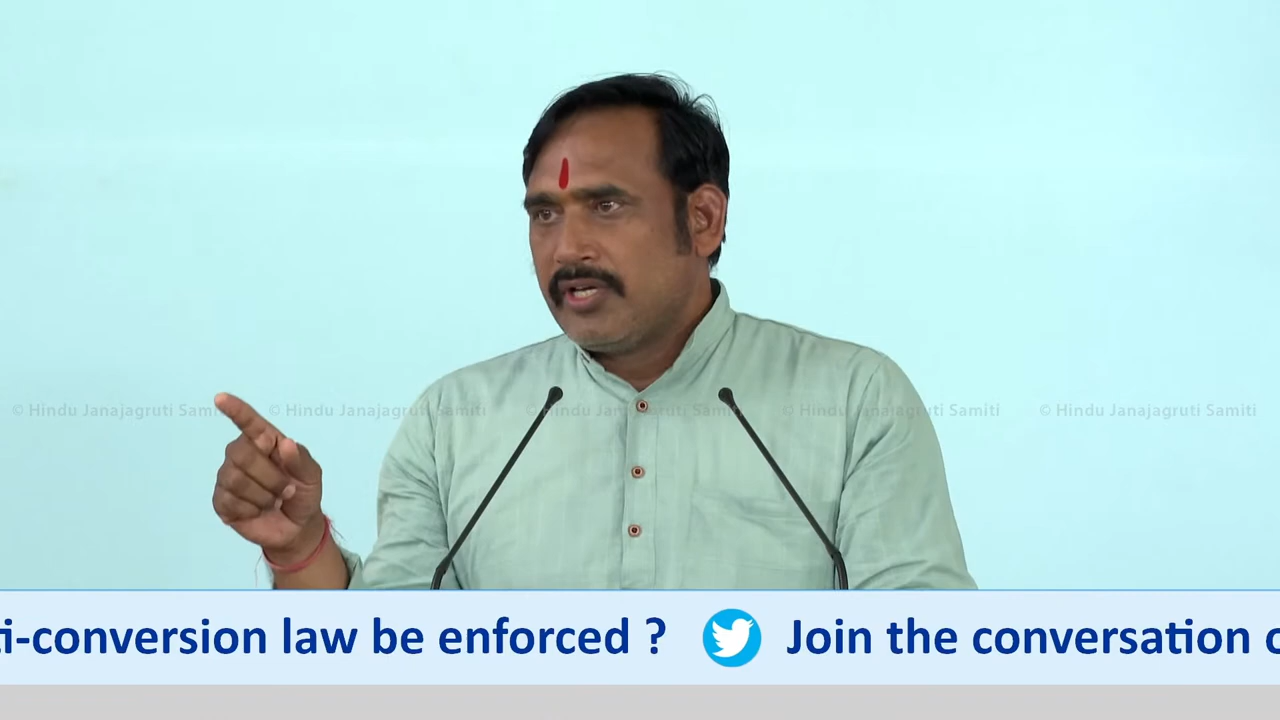 © Hindu Janajagruti Samiti © Hindu Janajagruti Samiti © Hindu Janajagruti Samiti © Hindu Janajagruti Samiti © Hindu Janajagruti Samiti
ti-conversion law be enforced ? Join the conversation